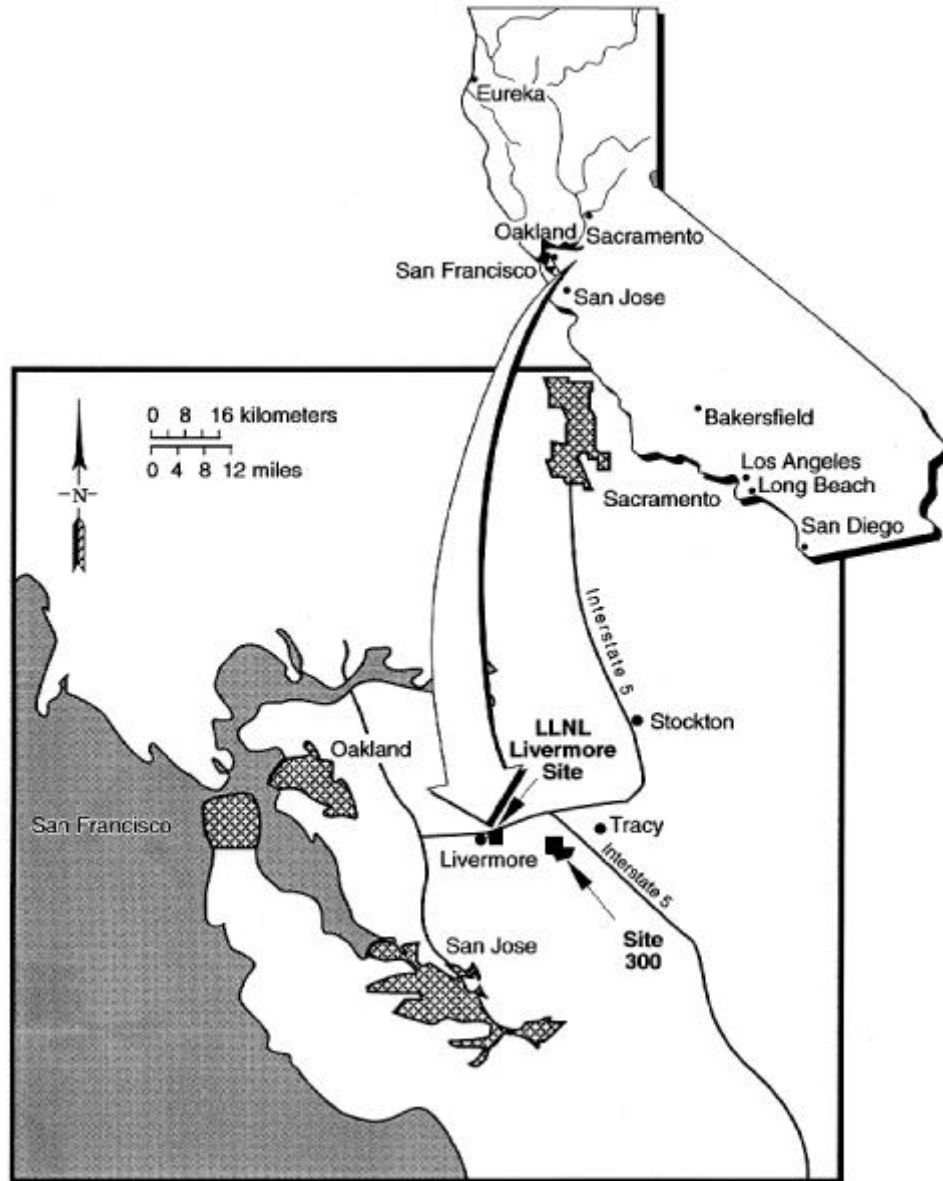 Eureka
Oakland
Sacramento
San Francisco
San Jose
Bakersfield
Los Angeles
Long Beach
San Diego
0 8 16 kilometers
0 4 8 12 miles
N
Sacramento
Interstate 5
Stockton
LLNL
Livermore
Site
Oakland
San Francisco
Livermore
Tracy
Interstate 5
San Jose
Site
300